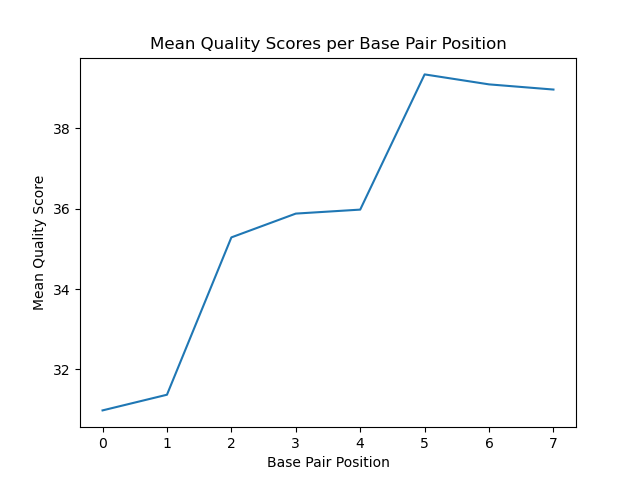 Mean Quality Scores per Base Pair Position
38
36
34
32
Mean Quality Score
0 1 2 3 4 5 6 7
Base Pair Position